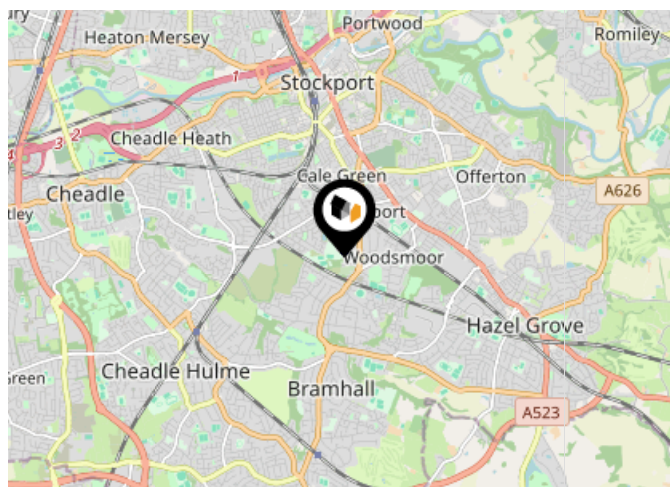 Portwood
Heaton Mersey
Romiley
1
Stockport
3 2
Cheadle Heath
4
Cale Green
Offerton
Cheadle
A626
port
Woodsmoor
Hazel Grove
Green
Cheadle Hulme
Bramhall
A523